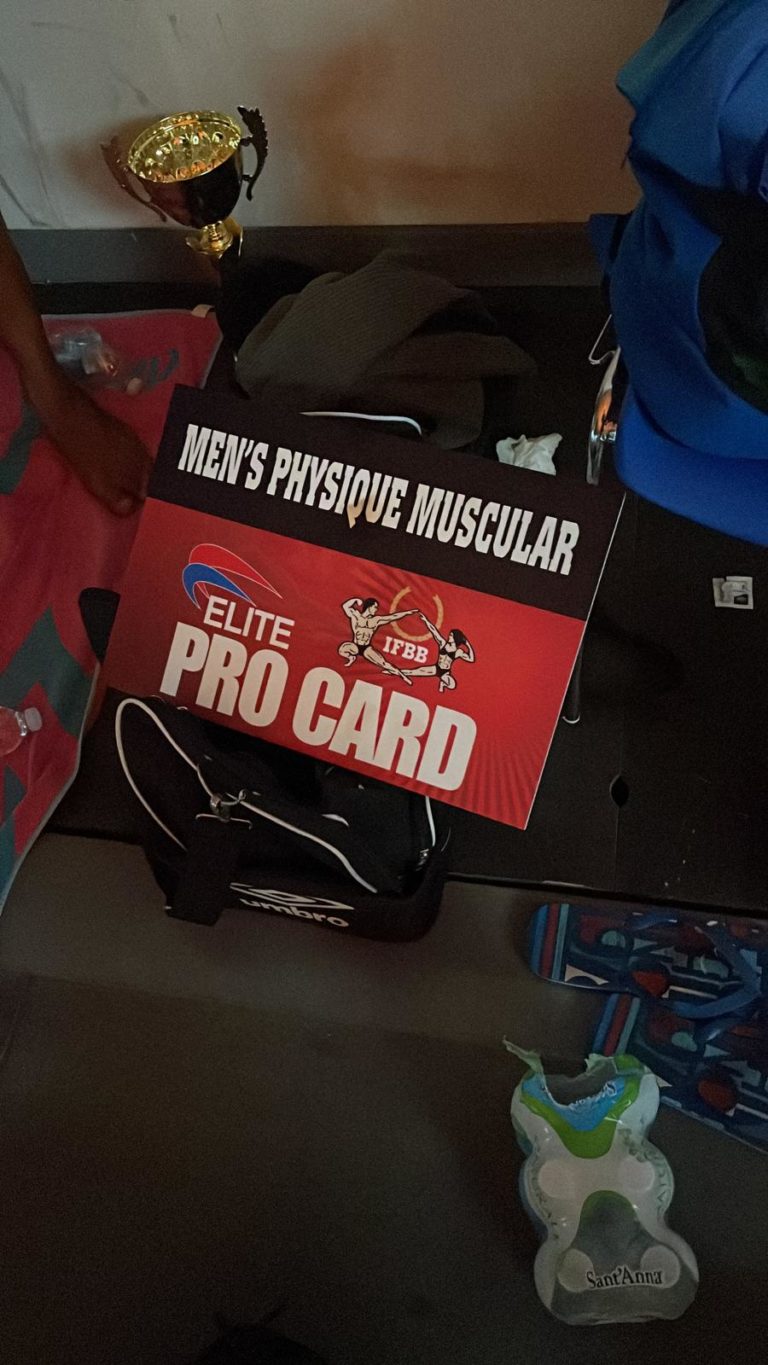 MEN'S PHYSIQUE MUSCULAR
ELITE
IFBB
PRO CARD
umbro
Sant'Anna